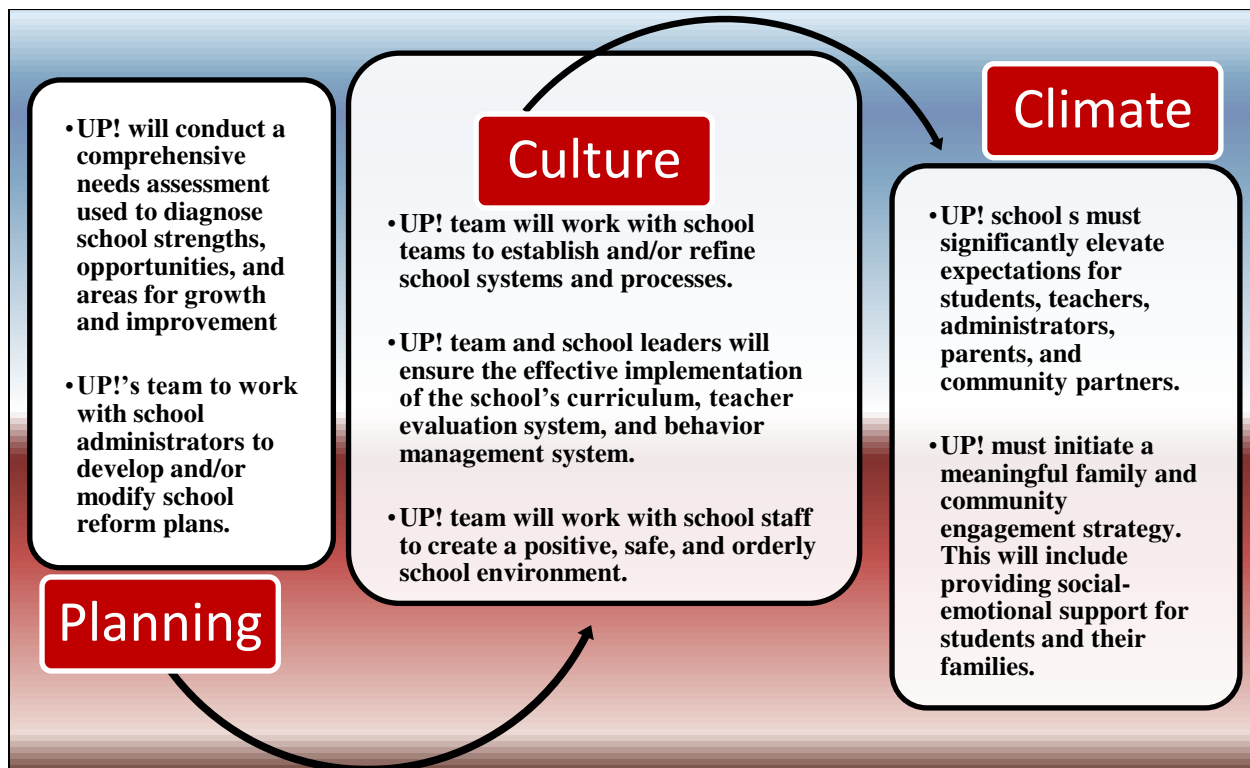 •UP! will conduct a
comprehensive
needs assessment
used to diagnose
school strengths,
opportunities, and
areas for growth
and improvement
•UP!’s team to work
with school
administrators to
develop and/or
modify school
reform plans.
Planning
Culture
•UP! team will work with school
teams to establish and/or refine
school systems and processes.
•UP! team and school leaders will
ensure the effective implementation
of the school’s curriculum, teacher
evaluation system, and behavior
management system.
•UP! team will work with school staff
to create a positive, safe, and orderly
school environment.
Climate
•UP! school s must
significantly elevate
expectations for
students, teachers,
administrators,
parents, and
community partners.
•UP! must initiate a
meaningful family and
community
engagement strategy.
This will include
providing social-
emotional support for
students and their
families.